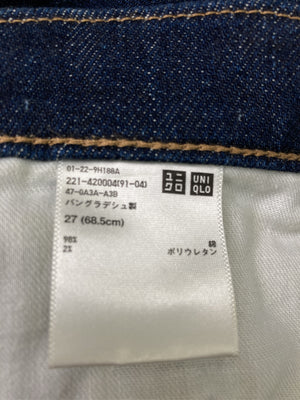 01-22-9H188A
221-420004(91-04)
47-0A3A-A3B
バングラデシュ製
27 (68.5cm)
ユニクロ
UNIQLO
98% 綿
2% ポリウレタン